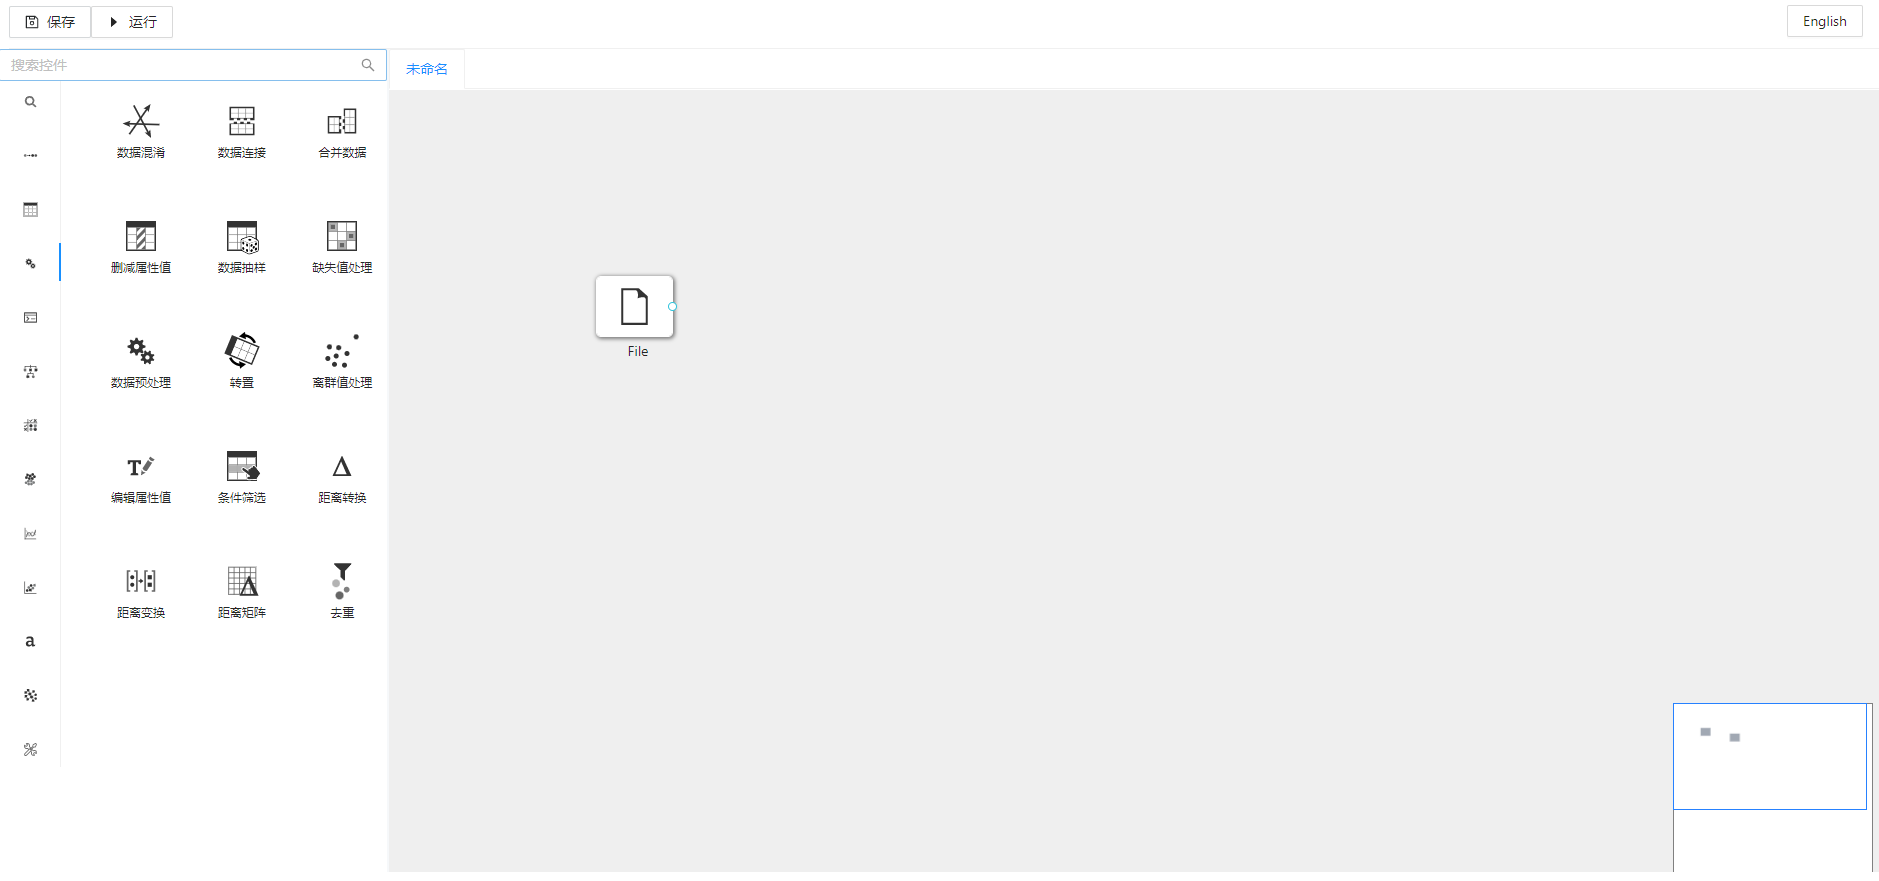 保存
运行
English
搜索控件
未命名
数据混淆
数据连接
合并数据
删减属性值
数据抽样
缺失值处理
数据预处理
转置
离群值处理
编辑属性值
条件筛选
距离转换
距离变换
距离矩阵
去重
File